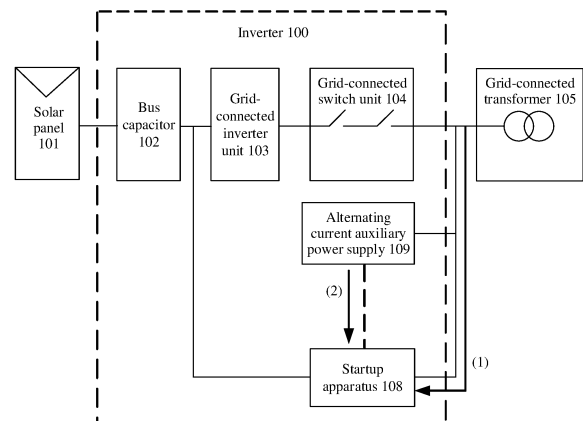 Inverter 100
Solar
panel
101
Bus
capacitor
102
Grid-
connected
inverter
unit 103
Grid-connected
switch unit 104
Grid-connected
transformer 105
Alternating
current auxiliary
power supply 109
(2)
Startup
apparatus 108
(1)